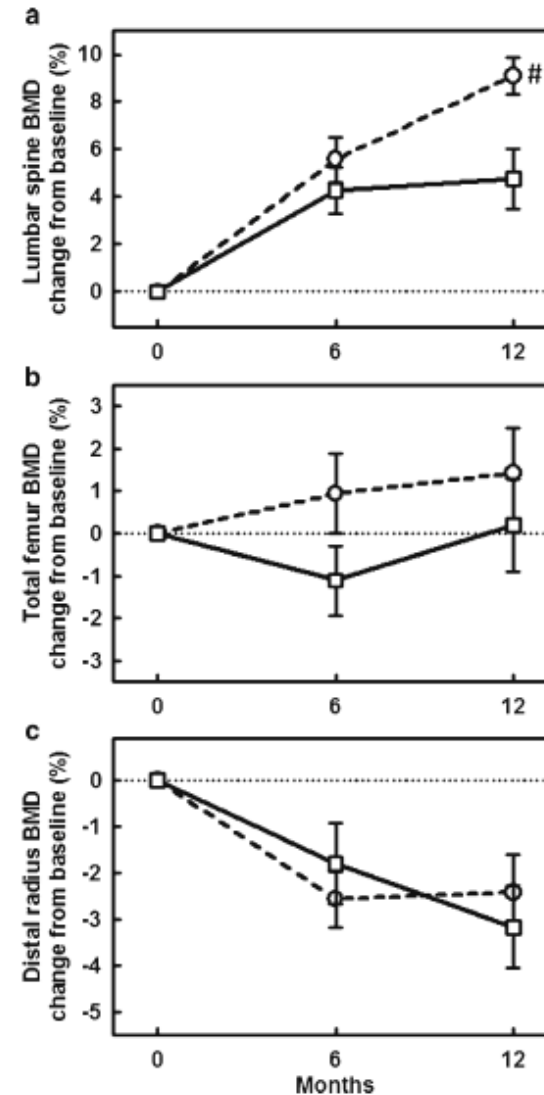 a
Lumbar spine BMD
change from baseline (%)
10
8
6
4
2
0
#
0 6 12
b
Total femur BMD
change from baseline (%)
3
2
1
0
-1
-2
-3
0 6 12
c
Distal radius BMD
change from baseline (%)
0
-1
-2
-3
-4
-5
0 6 12
Months